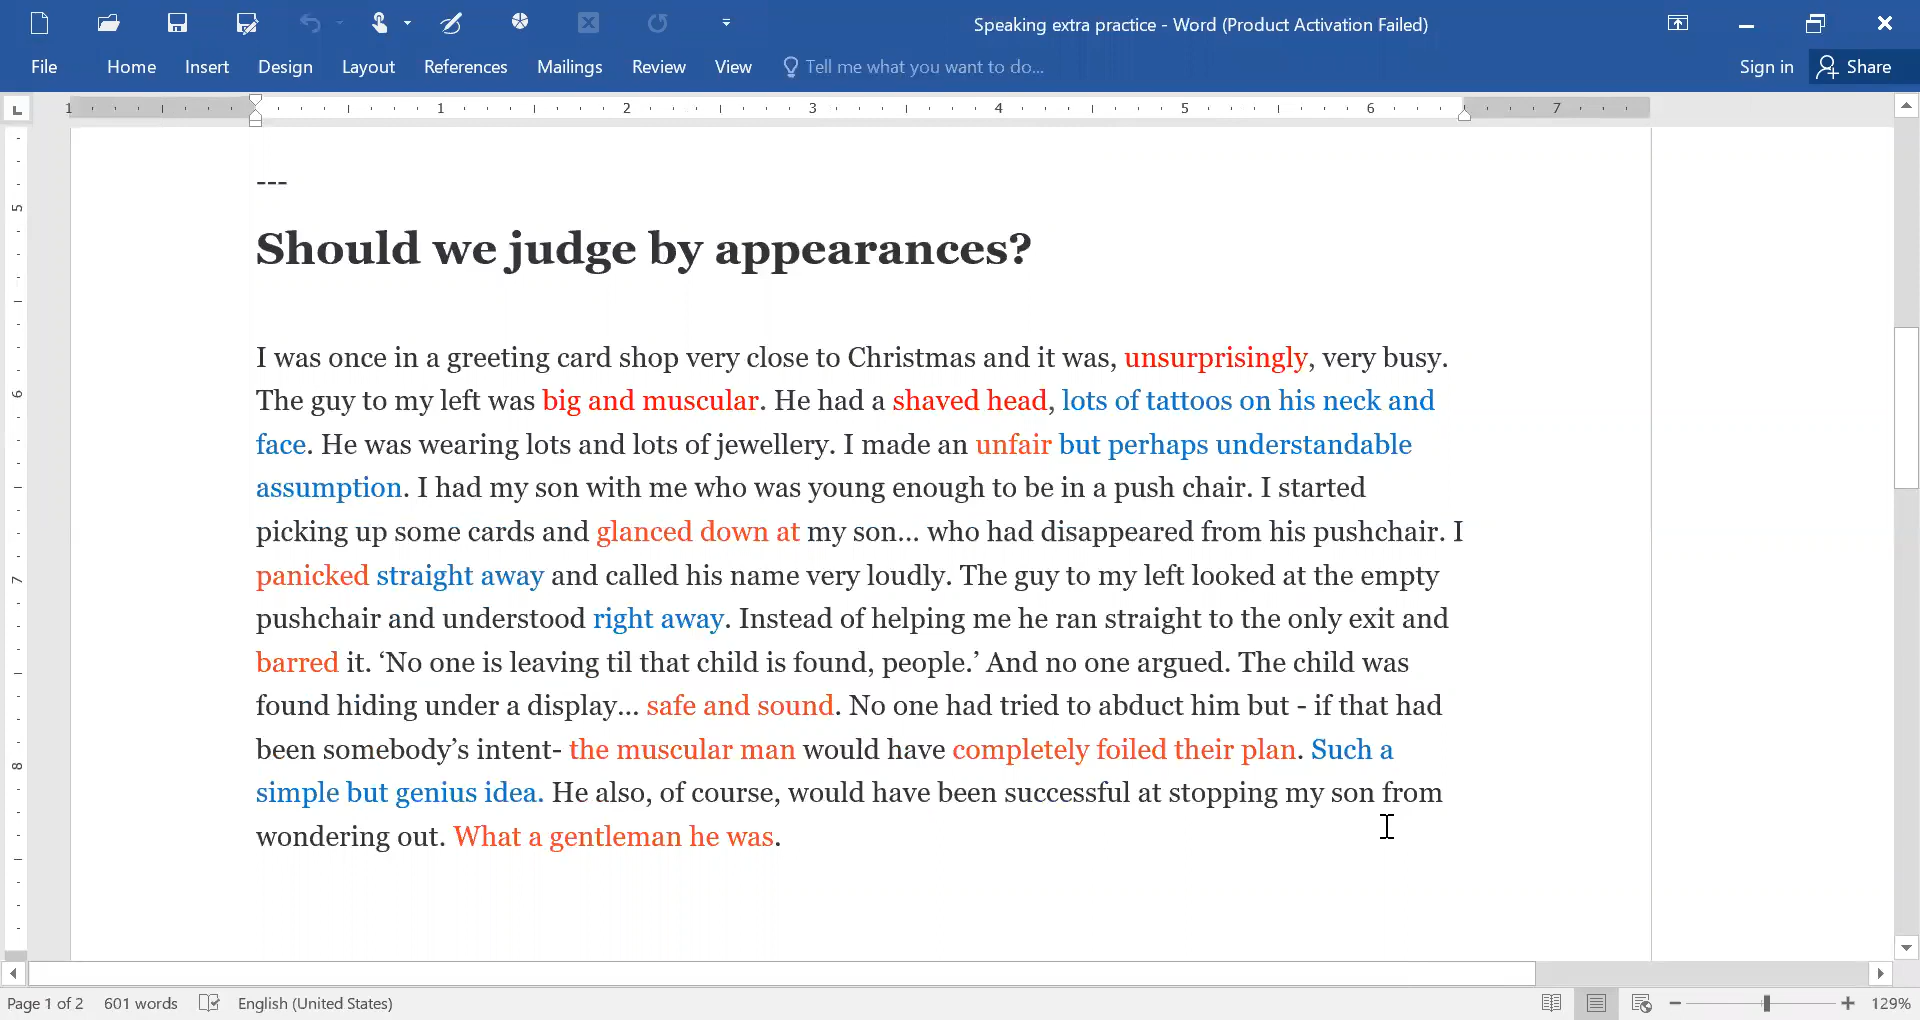 Speaking extra practice - Word (Product Activation Failed)
File Home Insert Design Layout References Mailings Review View Tell me what you want to do... Sign in Share
L 1 1 2 3 4 5 6 7
---
Should we judge by appearances?
I was once in a greeting card shop very close to Christmas and it was, unsurprisingly, very busy.
The guy to my left was big and muscular. He had a shaved head, lots of tattoos on his neck and
face. He was wearing lots and lots of jewellery. I made an unfair but perhaps understandable
assumption. I had my son with me who was young enough to be in a push chair. I started
picking up some cards and glanced down at my son... who had disappeared from his pushchair. I
panicked straight away and called his name very loudly. The guy to my left looked at the empty
pushchair and understood right away. Instead of helping me he ran straight to the only exit and
barred it. ‘No one is leaving til that child is found, people.’ And no one argued. The child was
found hiding under a display... safe and sound. No one had tried to abduct him but - if that had
been somebody’s intent- the muscular man would have completely foiled their plan. Such a
simple but genius idea. He also, of course, would have been successful at stopping my son from
wondering out. What a gentleman he was.
5
6
7
8
Page 1 of 2 601 words English (United States) 129%